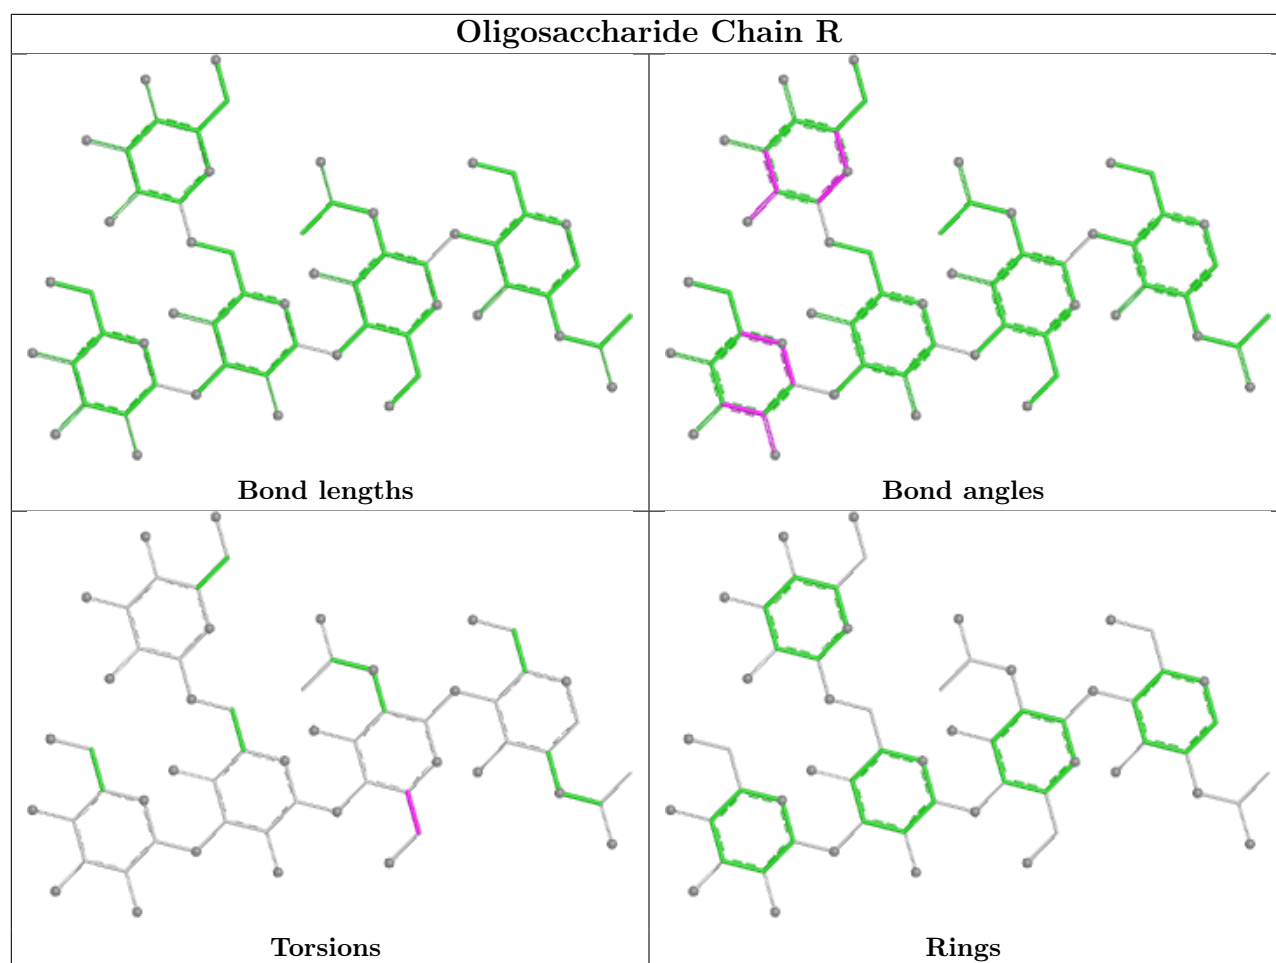 Oligosaccharide Chain R
Bond lengths
Bond angles
Torsions
Rings